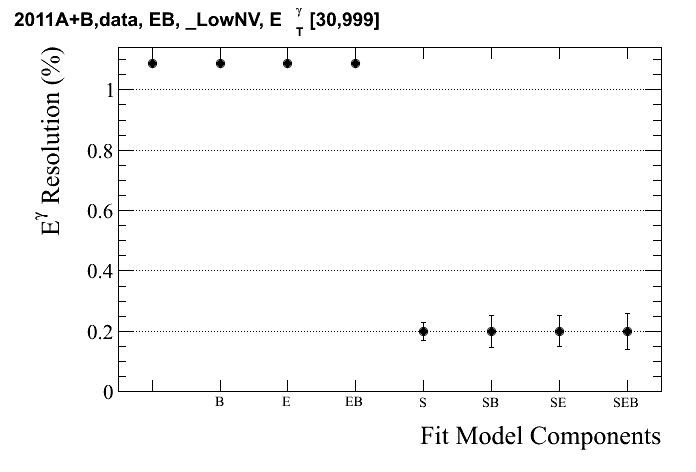 2011A+B,data, EB, _LowNV, E γ T [30,999]
E γ Resolution (%)
1
0.8
0.6
0.4
0.2
0
B E EB S SB SE SEB
Fit Model Components